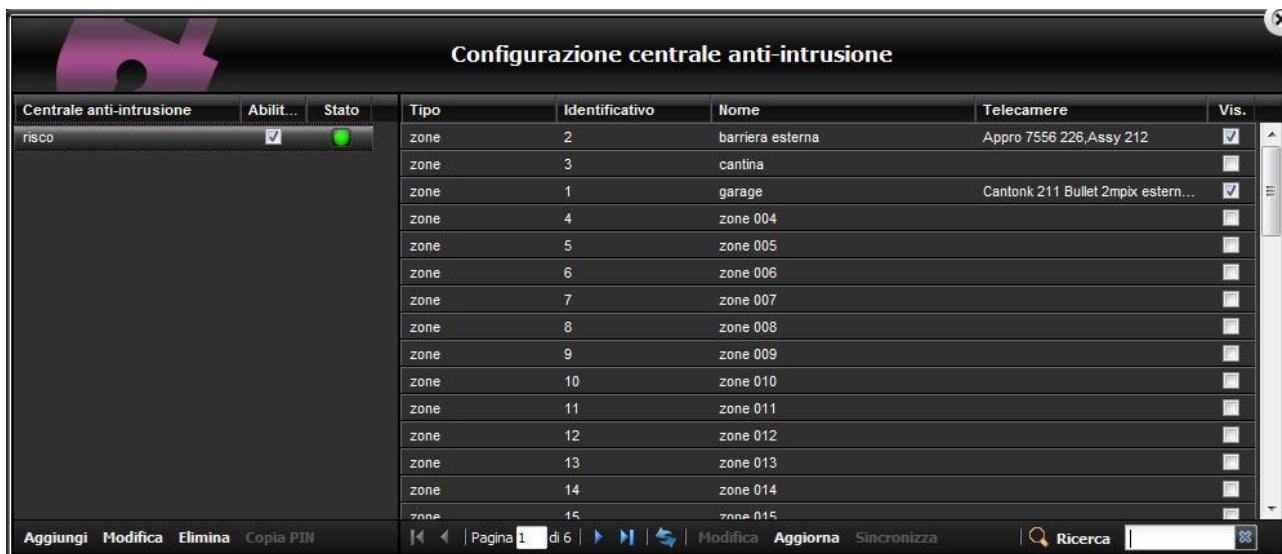 Configurazione centrale anti-intrusione
Centrale anti-intrusione Abilit... Stato
risco
Tipo Identificativo Nome Telecamere Vis.
zone 2 barriera esterna Appro 7556 226,Assy 212
zone 3 cantina
zone 1 garage Cantonk 211 Bullet 2mpix estern...
zone 4 zone 004
zone 5 zone 005
zone 6 zone 006
zone 7 zone 007
zone 8 zone 008
zone 9 zone 009
zone 10 zone 010
zone 11 zone 011
zone 12 zone 012
zone 13 zone 013
zone 14 zone 014
zone 15 zone 015
Aggiungi Modifica Elimina Copia PIN
Pagina 1 di 6 Modifica Aggiorna Sincronizza Ricerca